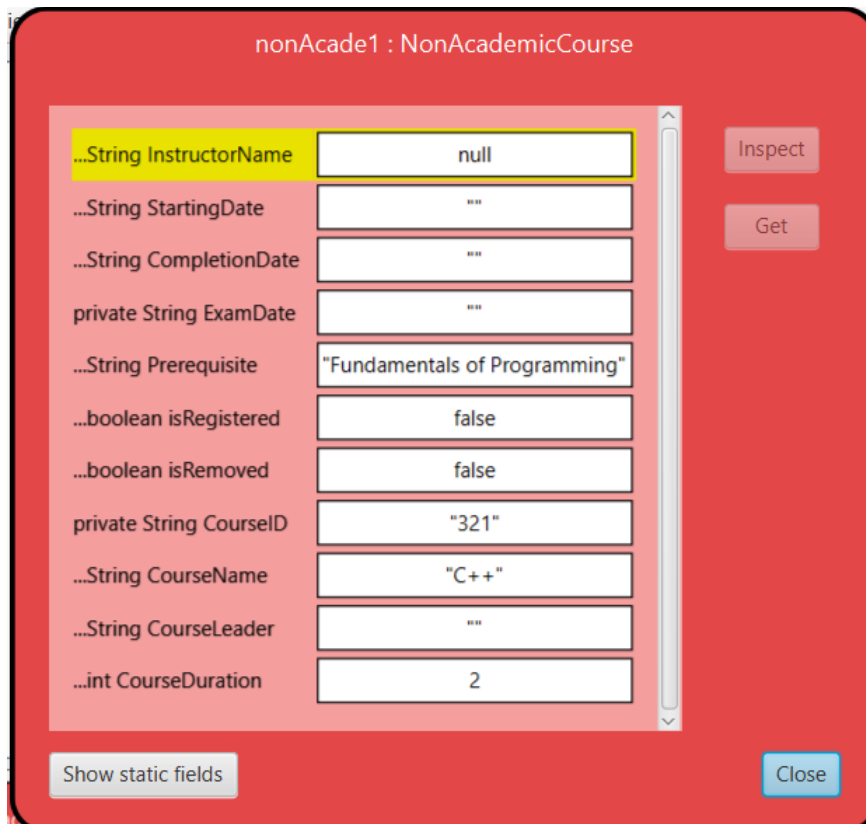 nonAcade1 : NonAcademicCourse
...String InstructorName null
Inspect
...String StartingDate ""
Get
...String CompletionDate ""
private String ExamDate ""
...String Prerequisite "Fundamentals of Programming"
...boolean isRegistered false
...boolean isRemoved false
private String CourseID "321"
...String CourseName "C++"
...String CourseLeader ""
...int CourseDuration 2
Show static fields
Close